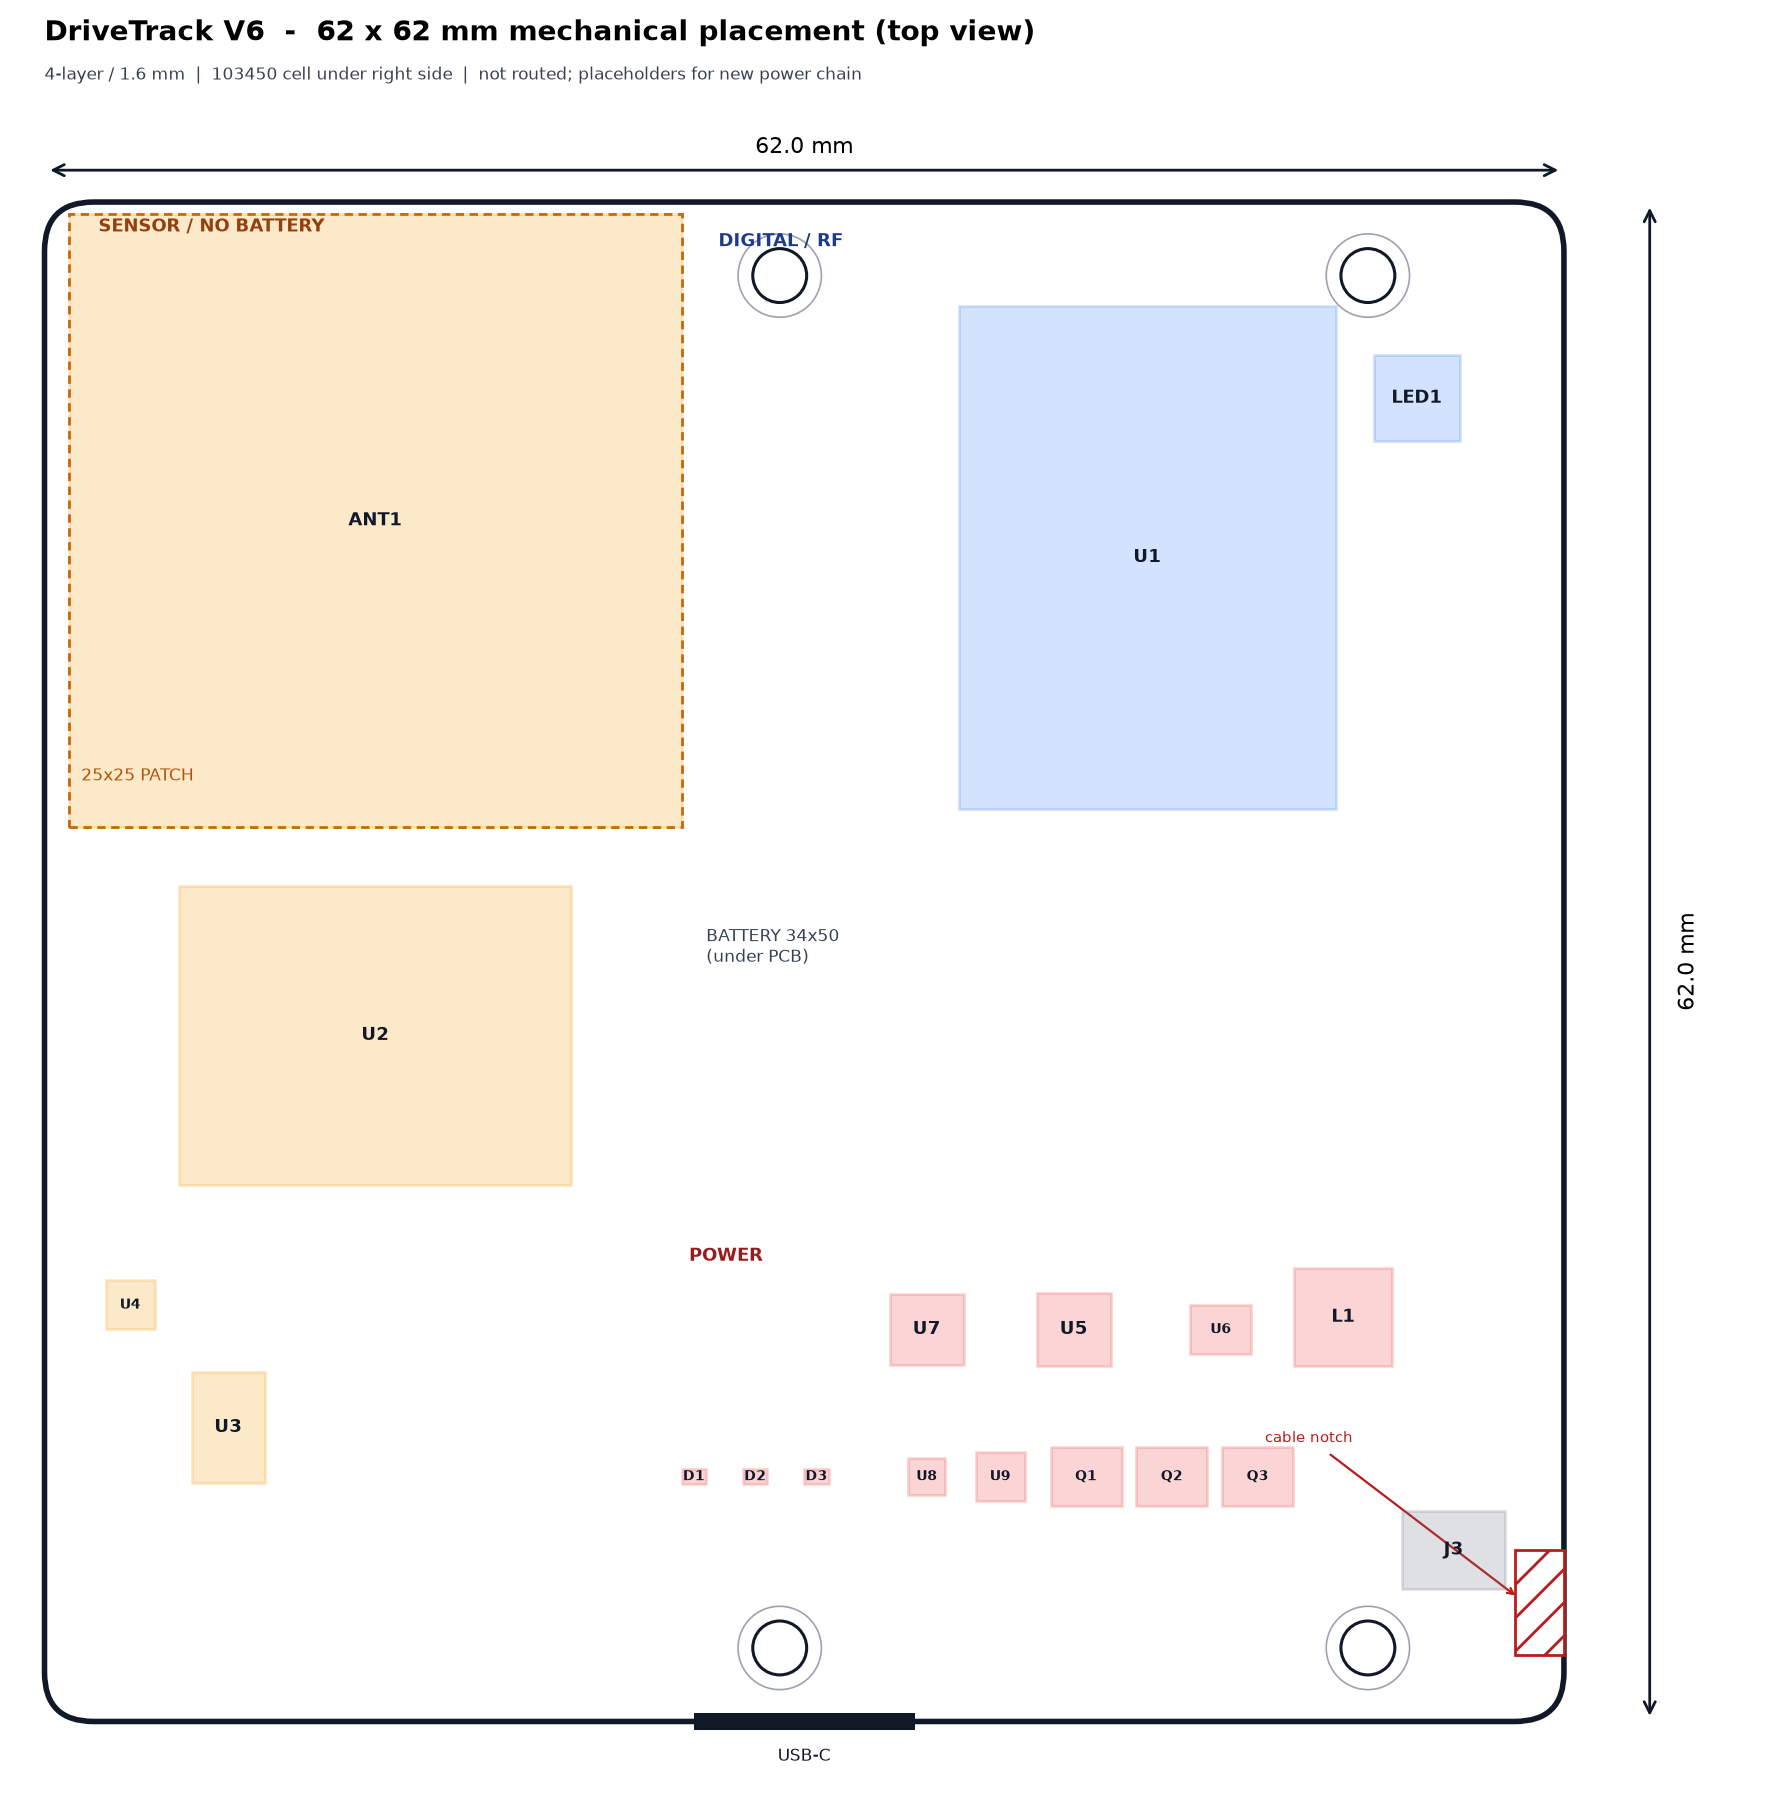 DriveTrack V6 - 62 x 62 mm mechanical placement (top view)
4-layer / 1.6 mm | 103450 cell under right side | not routed; placeholders for new power chain
62.0 mm
SENSOR / NO BATTERY
DIGITAL / RF
LED1
ANT1
U1
25x25 PATCH
BATTERY 34x50
(under PCB)
62.0 mm
U2
POWER
U4
U7
U5
U6
L1
U3
cable notch
D1
D2
D3
U8
U9
Q1
Q2
Q3
J3
USB-C